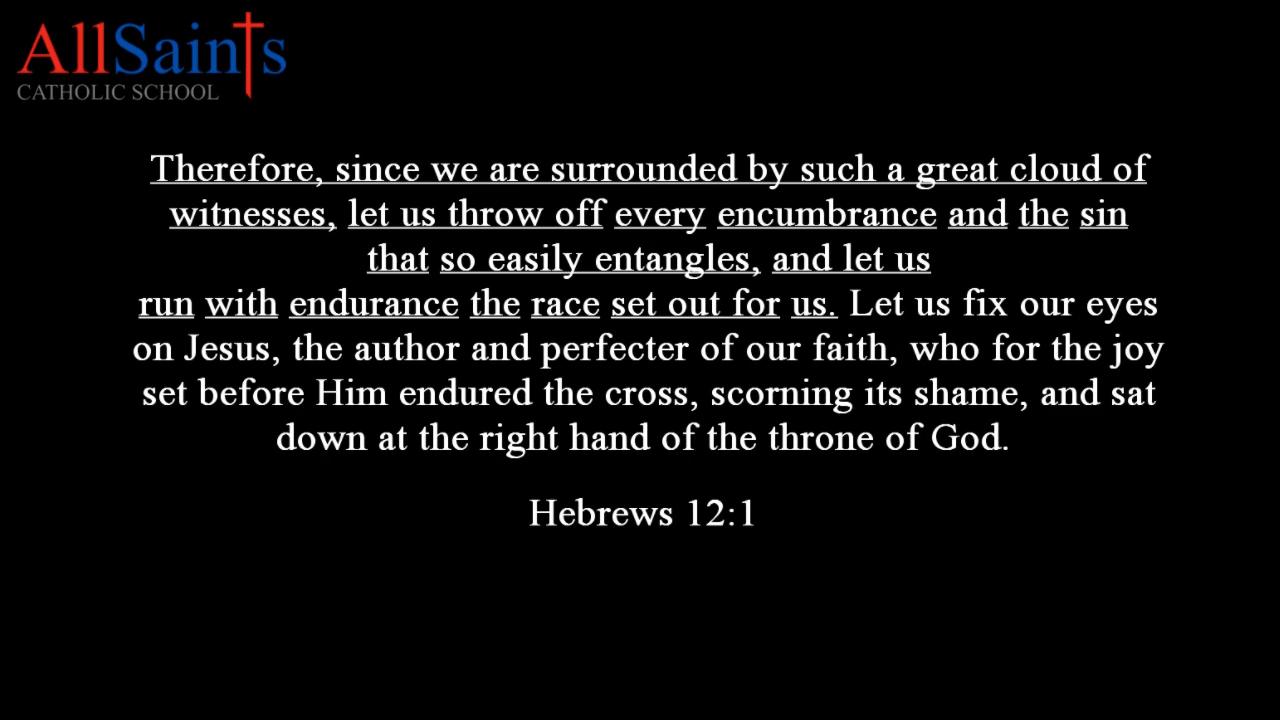 AllSaints
CATHOLIC SCHOOL
Therefore, since we are surrounded by such a great cloud of
witnesses, let us throw off every encumbrance and the sin
that so easily entangles, and let us
run with endurance the race set out for us. Let us fix our eyes
on Jesus, the author and perfecter of our faith, who for the joy
set before Him endured the cross, scorning its shame, and sat
down at the right hand of the throne of God.
Hebrews 12:1